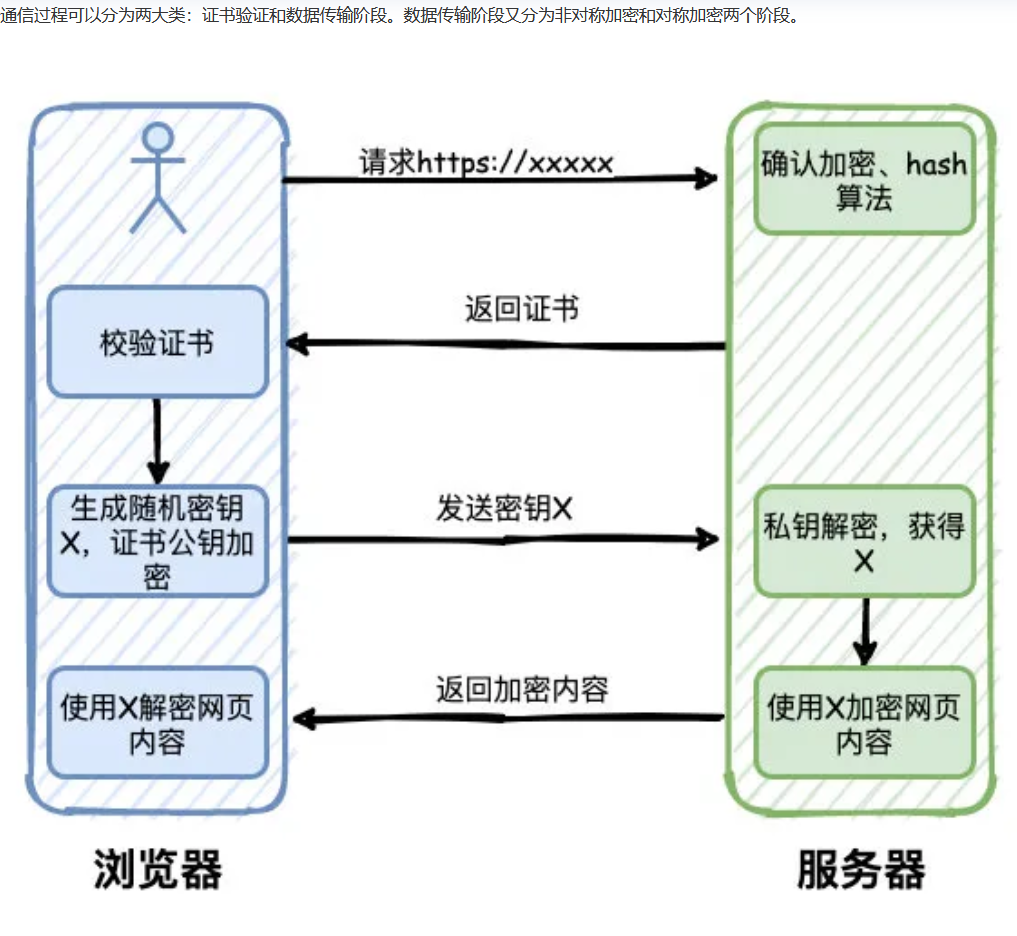 通信过程可以分为两大类：证书验证和数据传输阶段。数据传输阶段又分为非对称加密和对称加密两个阶段。
请求https://xxxxx
确认加密、hash
算法
返回证书
校验证书
生成随机密钥
X，证书公钥加
密
发送密钥X
私钥解密，获得
X
返回加密内容
使用X解密网页
内容
使用X加密网页
内容
浏览器
服务器